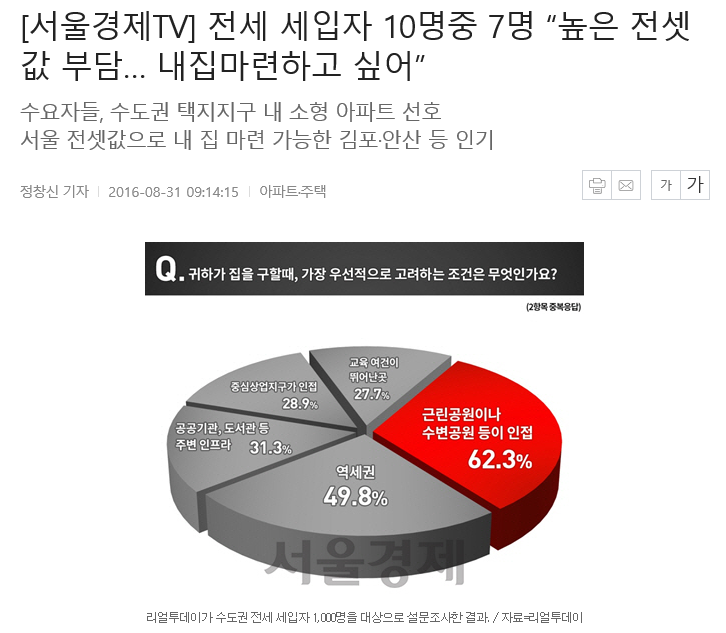 [서울경제TV] 전세 세입자 10명중 7명 “높은 전셋
값 부담… 내집마련하고 싶어”
수요자들, 수도권 택지지구 내 소형 아파트 선호
서울 전셋값으로 내 집 마련 가능한 김포·안산 등 인기
정창신 기자 | 2016-08-31 09:14:15 | 아파트·주택
가 가
Q. 귀하가 집을 구할때, 가장 우선적으로 고려하는 조건은 무엇인가요?
(2항목 중복응답)
교육 여건이
뛰어난곳
27.7%
중심상업지구가 인접
28.9%
근린공원이나
수변공원 등이 인접
62.3%
공공기관, 도서관 등
주변 인프라 31.3%
역세권
49.8%
서울경제
리얼투데이가 수도권 전세 세입자 1,000명을 대상으로 설문조사한 결과. / 자료=리얼투데이